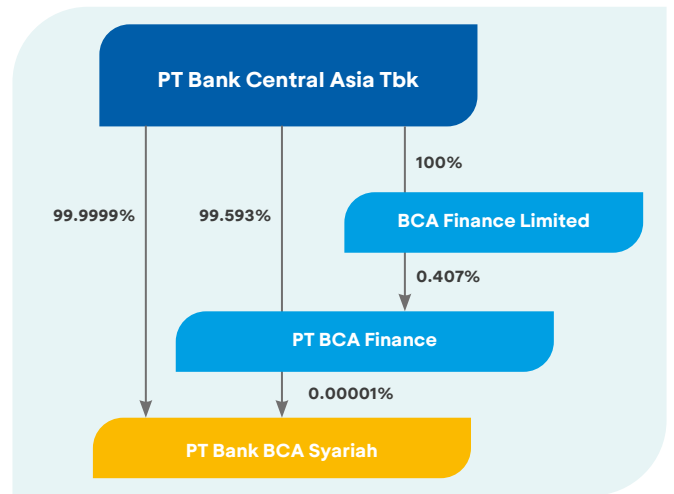 PT Bank Central Asia Tbk
100%
99.9999%
99.593%
BCA Finance Limited
0.407%
PT BCA Finance
0.00001%
PT Bank BCA Syariah